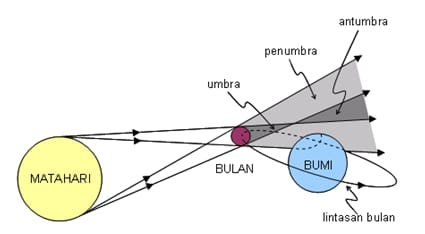 antumbra
penumbra
umbra
MATAHARI
BULAN
BUMI
lintasan bulan